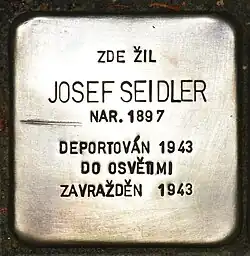 ZDE ŽIL
JOSEF SEIDLER
NAR. 1897
DEPORTOVÁN 1943
DO OSVĚTIMI
ZAVRAŽDĚN 1943